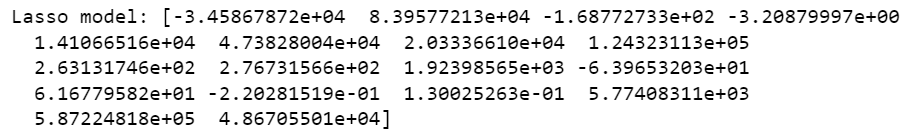 Lasso model: [-3.45867872e+04 8.39577213e+04 -1.68772733e+02 -3.20879997e+00
1.41066516e+04 4.73828004e+04 2.03336610e+04 1.24323113e+05
2.63131746e+02 2.76731566e+02 1.92398565e+03 -6.39653203e+01
6.16779582e+01 -2.20281519e-01 1.30025263e-01 5.77408311e+03
5.87224818e+05 4.86705501e+04]